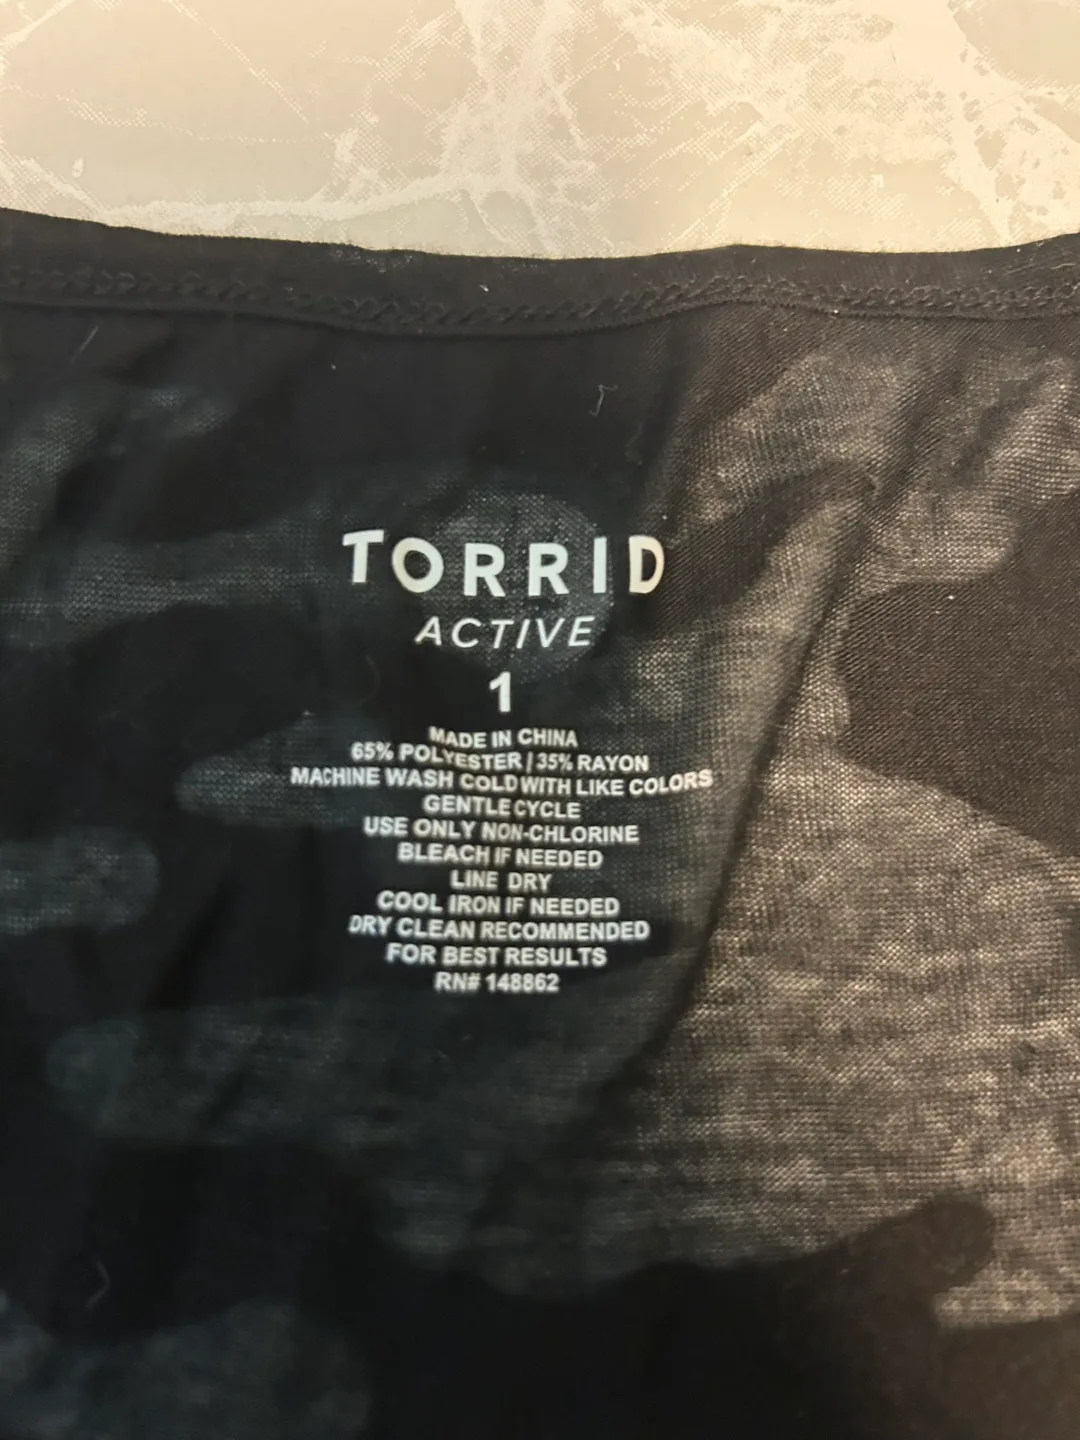 TORRID
ACTIVE
1
MADE IN CHINA
65% POLYESTER | 35% RAYON
MACHINE WASH COLD WITH LIKE COLORS
GENTLE CYCLE
USE ONLY NON-CHLORINE
BLEACH IF NEEDED
LINE DRY
COOL IRON IF NEEDED
DRY CLEAN RECOMMENDED
FOR BEST RESULTS
RN# 148862